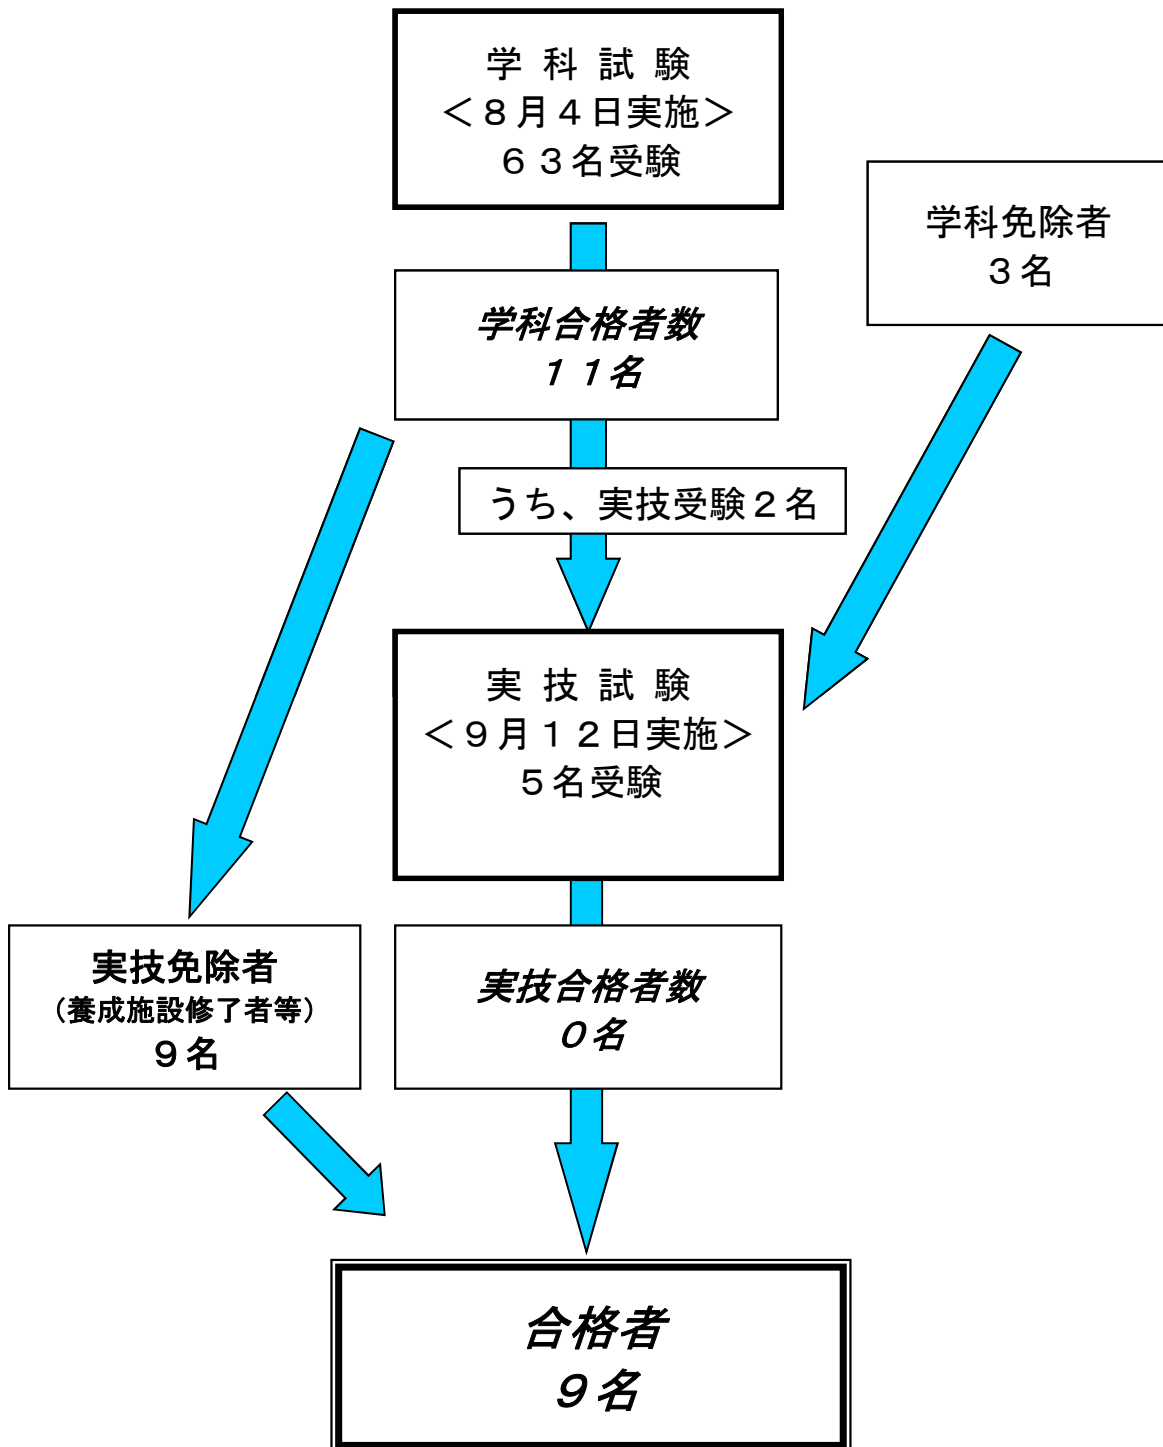 学 科 試 験
＜８月４日実施＞
６３名受験
学科免除者
３名
学科合格者数
１１名
うち、実技受験２名
実 技 試 験
＜９月１２日実施＞
５名受験
実技免除者
（養成施設修了者等）
９名
実技合格者数
０名
合格者
９名